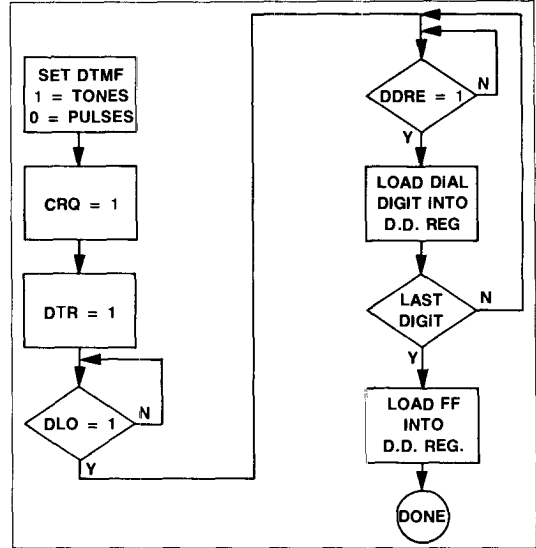 SET DTMF
1 = TONES
0 = PULSES
CRQ = 1
DTR = 1
DLO = 1
N
Y
DDRE = 1
N
Y
LOAD DIAL
DIGIT INTO
D.D. REG
LAST
DIGIT
N
Y
LOAD FF
INTO
D.D. REG.
DONE